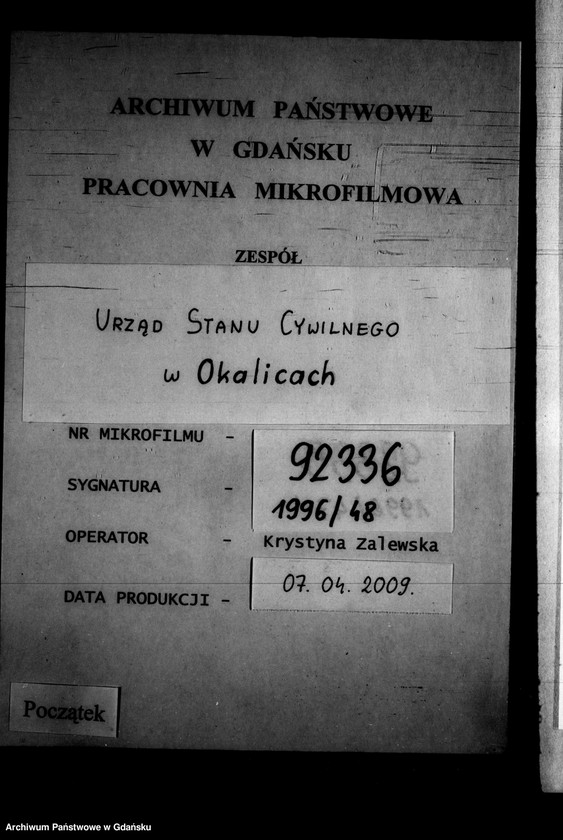 ARCHIWUM PAŃSTWOWE
W GDAŃSKU
PRACOWNIA MIKROFILMOWA
ZESPÓŁ
URZĄD STANU CYWILNEGO
w Okalicach
NR MIKROFILMU - 92336
SYGNATURA - 1996/48
OPERATOR - Krystyna Zalewska
DATA PRODUKCJI - 07. 04. 2009.
Początek
Archiwum Państwowe w Gdańsku